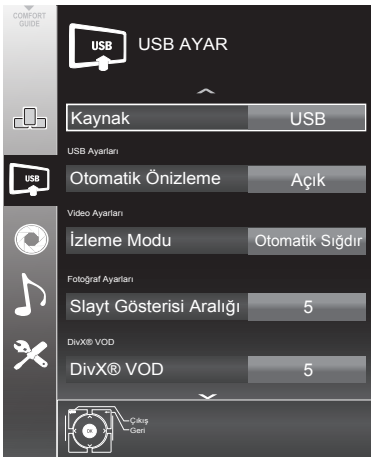 COMFORT
GUIDE
USB
USB AYAR
Kaynak USB
USB Ayarları
USB
Otomatik Önizleme Açık
Video Ayarları
İzleme Modu Otomatik Sığdır
Fotoğraf Ayarları
Slayt Gösterisi Aralığı 5
DivX® VOD
DivX® VOD 5
OK
Çıkış
Geri